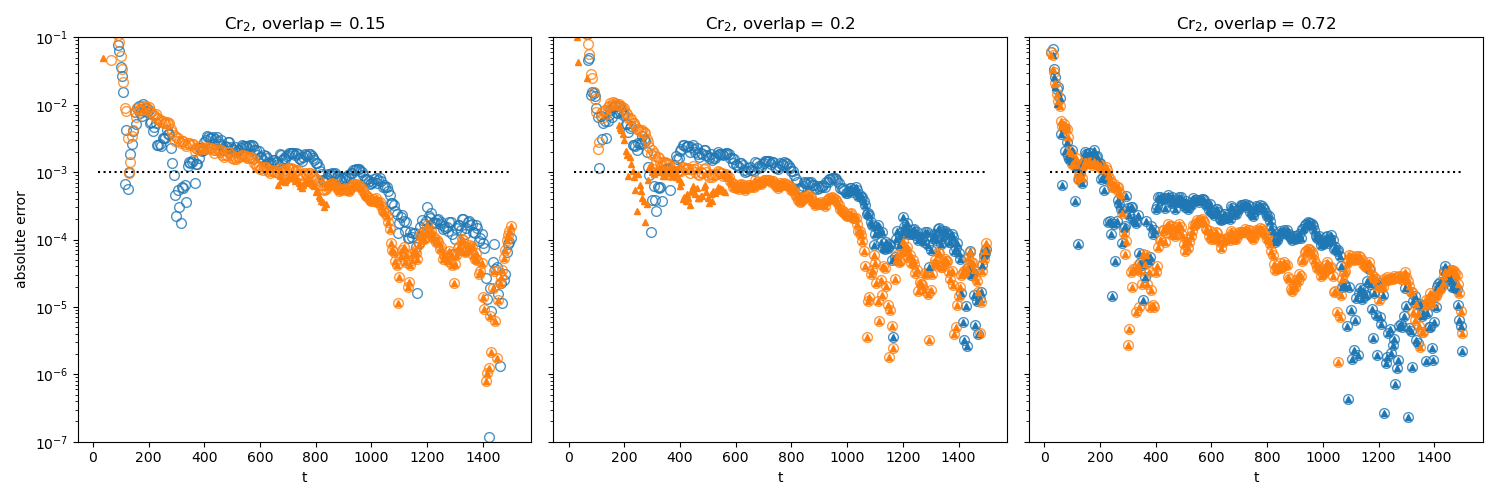 Cr₂, overlap = 0.15
Cr₂, overlap = 0.2
Cr₂, overlap = 0.72
absolute error
10⁻¹
10⁻²
10⁻³
10⁻⁴
10⁻⁵
10⁻⁶
10⁻⁷
0 200 400 600 800 1000 1200 1400
0 200 400 600 800 1000 1200 1400
0 200 400 600 800 1000 1200 1400
t
t
t